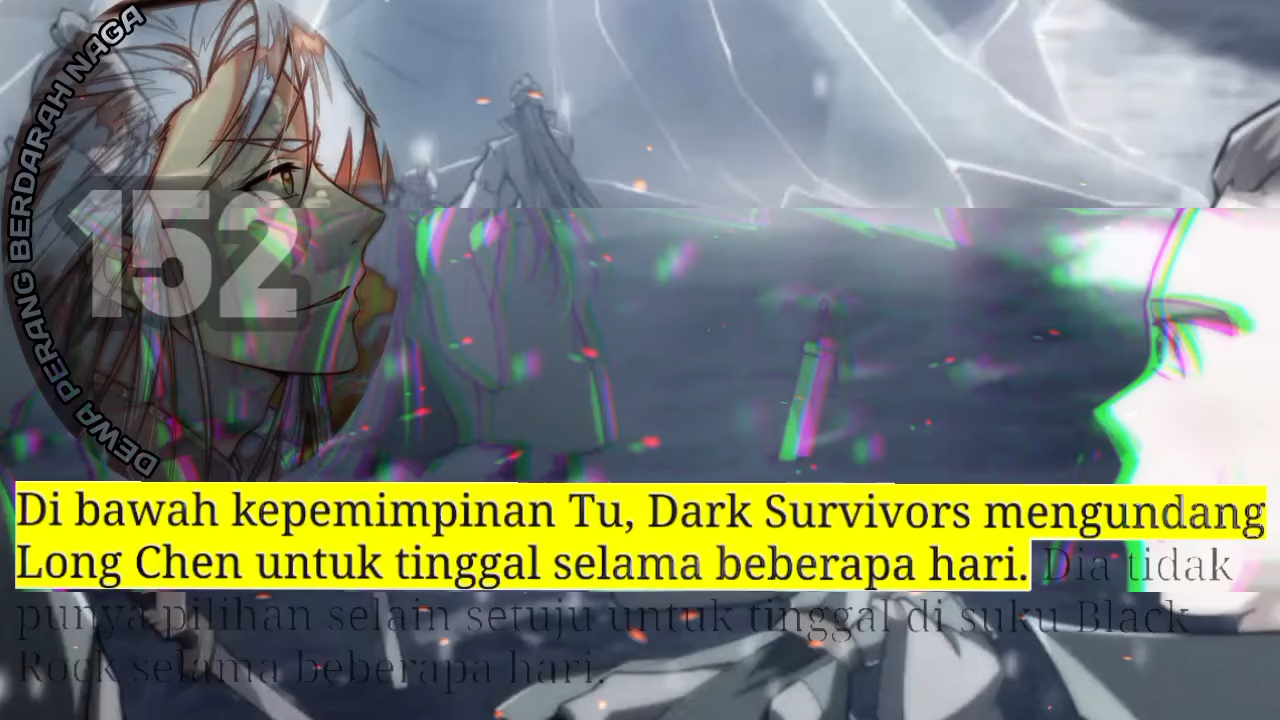 DEWA PERANG BERDARAH NAGA
152
Di bawah kepemimpinan Tu, Dark Survivors mengundang
Long Chen untuk tinggal selama beberapa hari. Dia tidak
punya pilihan selain setuju untuk tinggal di suku Black
Rock selama beberapa hari.